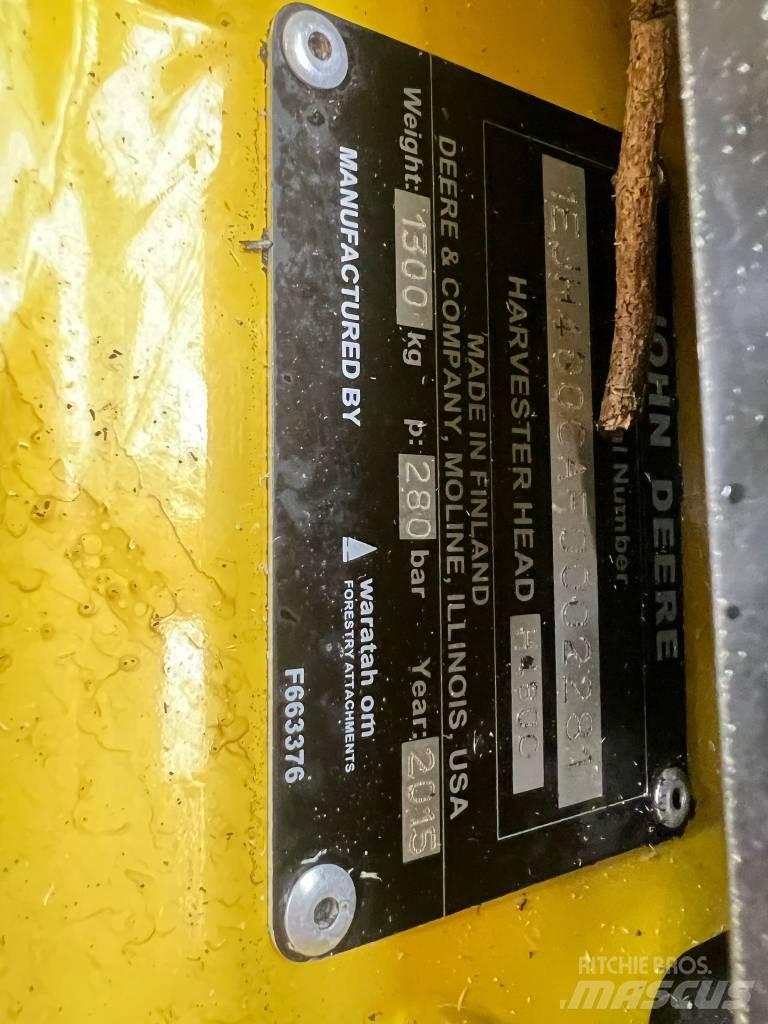 JOHN DEERE
Number
1EJH480CA
HARVESTER HEAD H480C
MADE IN FINLAND
DEERE & COMPANY, MOLINE, ILLINOIS, USA
Weight: 1300 kg p: 280 bar Year: 2015
MANUFACTURED BY
waratah om
FORESTRY ATTACHMENTS
F663376
RITCHIE BROS.
MASCUS